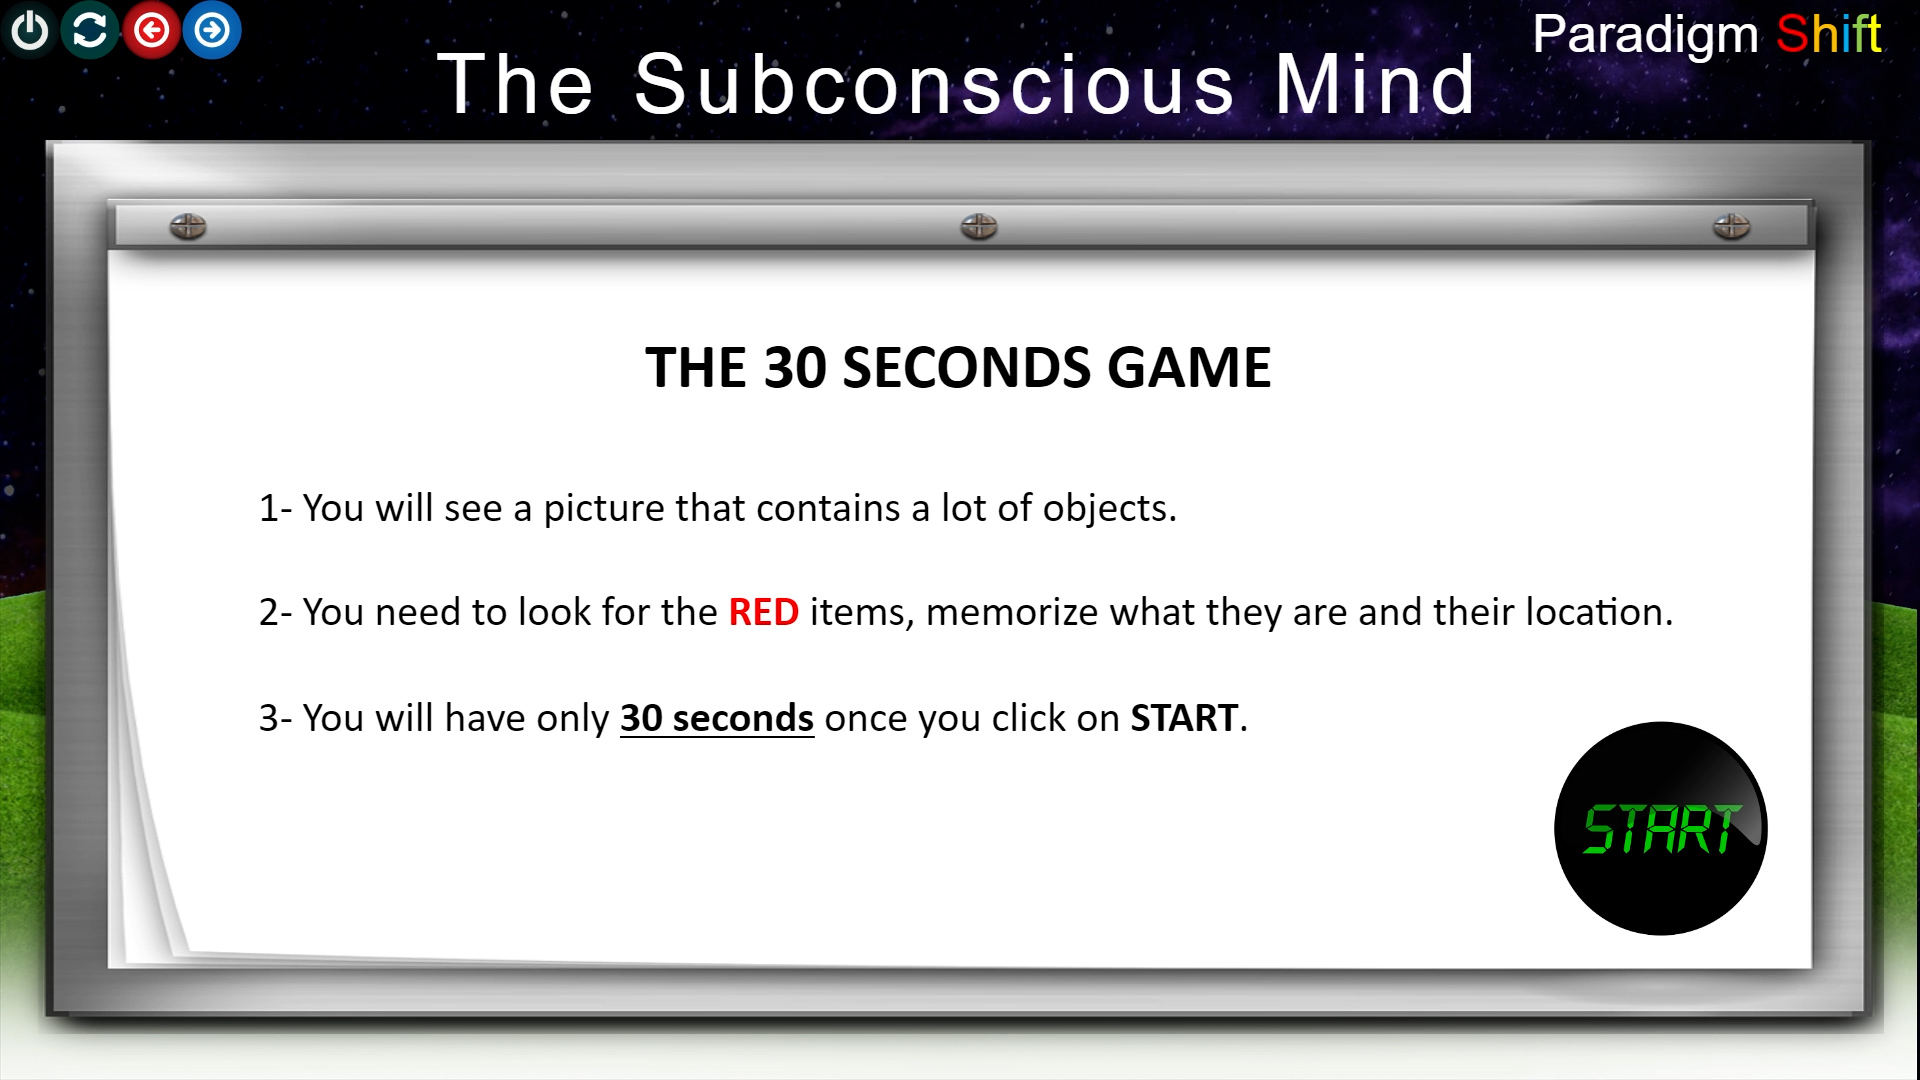 Paradigm Shift
The Subconscious Mind
THE 30 SECONDS GAME
1- You will see a picture that contains a lot of objects.
2- You need to look for the RED items, memorize what they are and their location.
3- You will have only 30 seconds once you click on START.
START